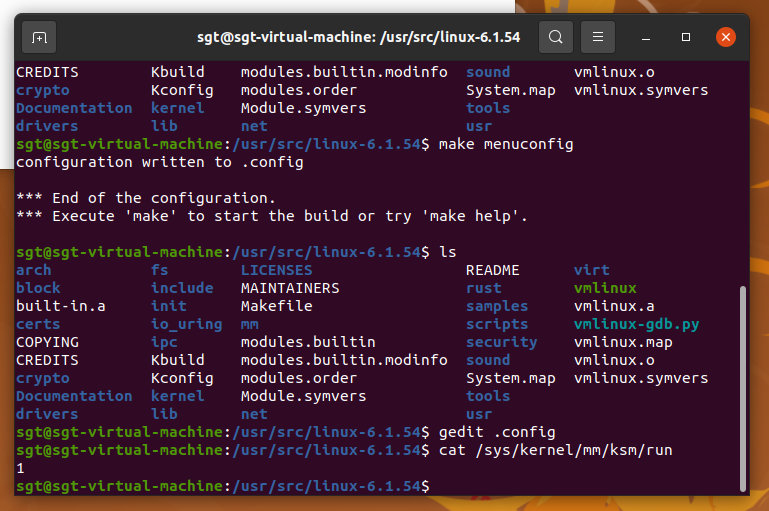 sgt@sgt-virtual-machine: /usr/src/linux-6.1.54
CREDITS Kbuild modules.builtin.modinfo sound vmlinux.o
crypto Kconfig modules.order System.map vmlinux.symvers
Documentation kernel Module.symvers tools
drivers lib net usr
sgt@sgt-virtual-machine:/usr/src/linux-6.1.54$ make menuconfig
configuration written to .config
*** End of the configuration.
*** Execute 'make' to start the build or try 'make help'.
sgt@sgt-virtual-machine:/usr/src/linux-6.1.54$ ls
arch fs LICENSES README virt
block include MAINTAINERS rust vmlinux
built-in.a init Makefile samples vmlinux.a
certs io_uring mm scripts vmlinux-gdb.py
COPYING ipc modules.builtin security vmlinux.map
CREDITS Kbuild modules.builtin.modinfo sound vmlinux.o
crypto Kconfig modules.order System.map vmlinux.symvers
Documentation kernel Module.symvers tools
drivers lib net usr
sgt@sgt-virtual-machine:/usr/src/linux-6.1.54$ gedit .config
sgt@sgt-virtual-machine:/usr/src/linux-6.1.54$ cat /sys/kernel/mm/ksm/run
1
sgt@sgt-virtual-machine:/usr/src/linux-6.1.54$